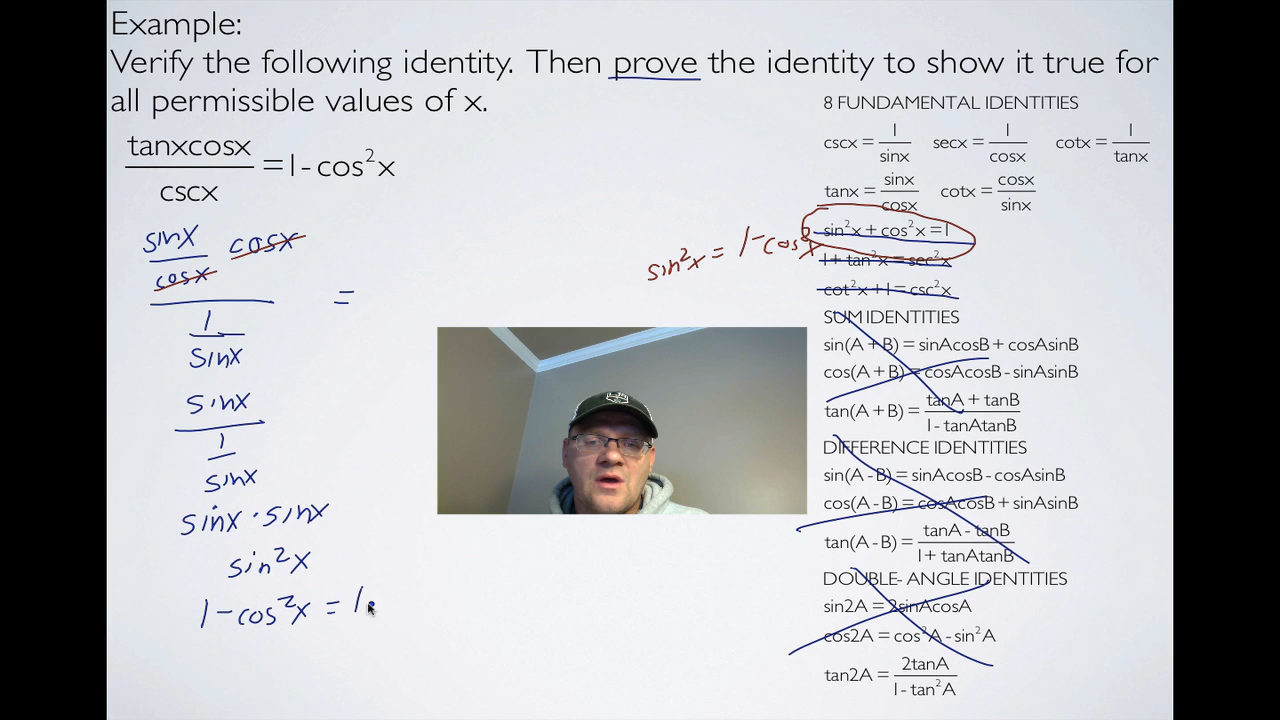 Example:
Verify the following identity. Then prove the identity to show it true for
all permissible values of x.
tanxcosx
cscx
=1-cos²x
sinx
cosx
cosx
1
sinx
=
sinx
1
sinx
sinx · sinx
sin²x
1-cos²x = 1
sin²x = 1-cos²x
8 FUNDAMENTAL IDENTITIES
cscx = 1/sinx secx = 1/cosx cotx = 1/tanx
tanx = sinx/cosx cotx = cosx/sinx
sin²x + cos²x =1
1+ tan²x = sec²x
cot²x +1 = csc²x
SUM IDENTITIES
sin(A + B) = sinAcosB + cosAsinB
cos(A + B) = cosAcosB - sinAsinB
tan(A + B) = tanA + tanB/1- tanAtanB
DIFFERENCE IDENTITIES
sin(A - B) = sinAcosB - cosAsinB
cos(A - B) = cosAcosB + sinAsinB
tan(A - B) = tanA - tanB/1+ tanAtanB
DOUBLE- ANGLE IDENTITIES
sin2A = 2sinAcosA
cos2A = cos²A - sin²A
tan2A = 2tanA/1- tan²A